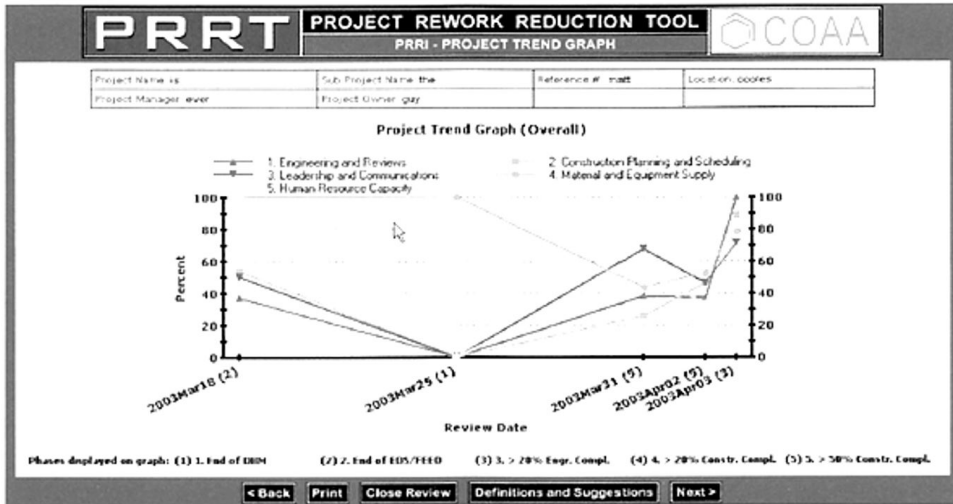 PRRT PROJECT REWORK REDUCTION TOOL COAA
PRRI - PROJECT TREND GRAPH
Project Name: is Sub Project Name: the Reference #: matt Location: cooles
Project Manager: ever Project Owner: guy
Project Trend Graph (Overall)
1. Engineering and Reviews 2. Construction Planning and Scheduling
3. Leadership and Communications 4. Material and Equipment Supply
5. Human Resource Capacity
100 100
80 80
60 60
40 40
20 20
0 0
Percent
2003Mar18 (2) 2003Mar25 (1) 2003Mar31 (5) 2003Apr02 (5) 2003Apr03 (3)
Review Date
Phases displayed on graph: (1) 1. End of DBM (2) 2. End of EDS/FEED (3) 3. > 20% Engr. Compl. (4) 4. > 20% Constr. Compl. (5) 5. > 50% Constr. Compl.
< Back Print Close Review Definitions and Suggestions Next >